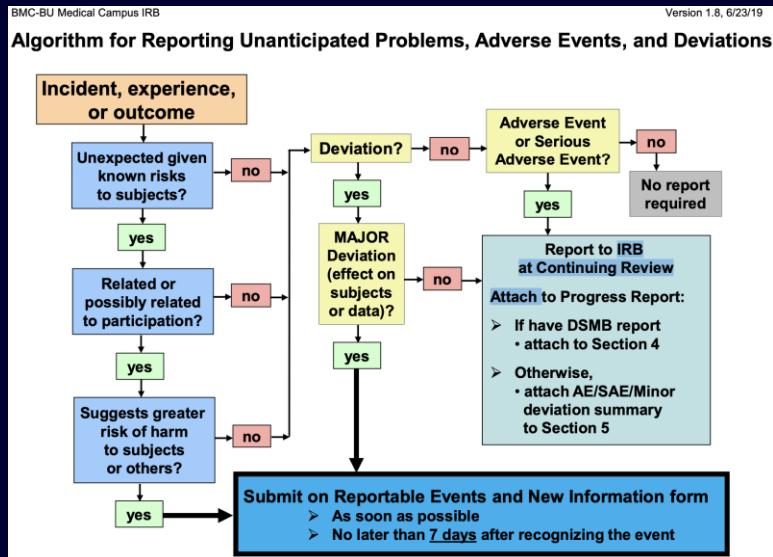 BMC-BU Medical Campus IRB
Version 1.8, 6/23/19
Algorithm for Reporting Unanticipated Problems, Adverse Events, and Deviations
Incident, experience,
or outcome
Unexpected given
known risks
to subjects?
no
yes
Related or
possibly related
to participation?
no
yes
Suggests greater
risk of harm
to subjects
or others?
no
yes
Deviation?
no
yes
MAJOR
Deviation
(effect on
subjects
or data)?
no
yes
Adverse Event
or Serious
Adverse Event?
no
No report
required
yes
Report to IRB
at Continuing Review
Attach to Progress Report:
➢ If have DSMB report
• attach to Section 4
➢ Otherwise,
• attach AE/SAE/Minor
deviation summary
to Section 5
Submit on Reportable Events and New Information form
➢ As soon as possible
➢ No later than 7 days after recognizing the event